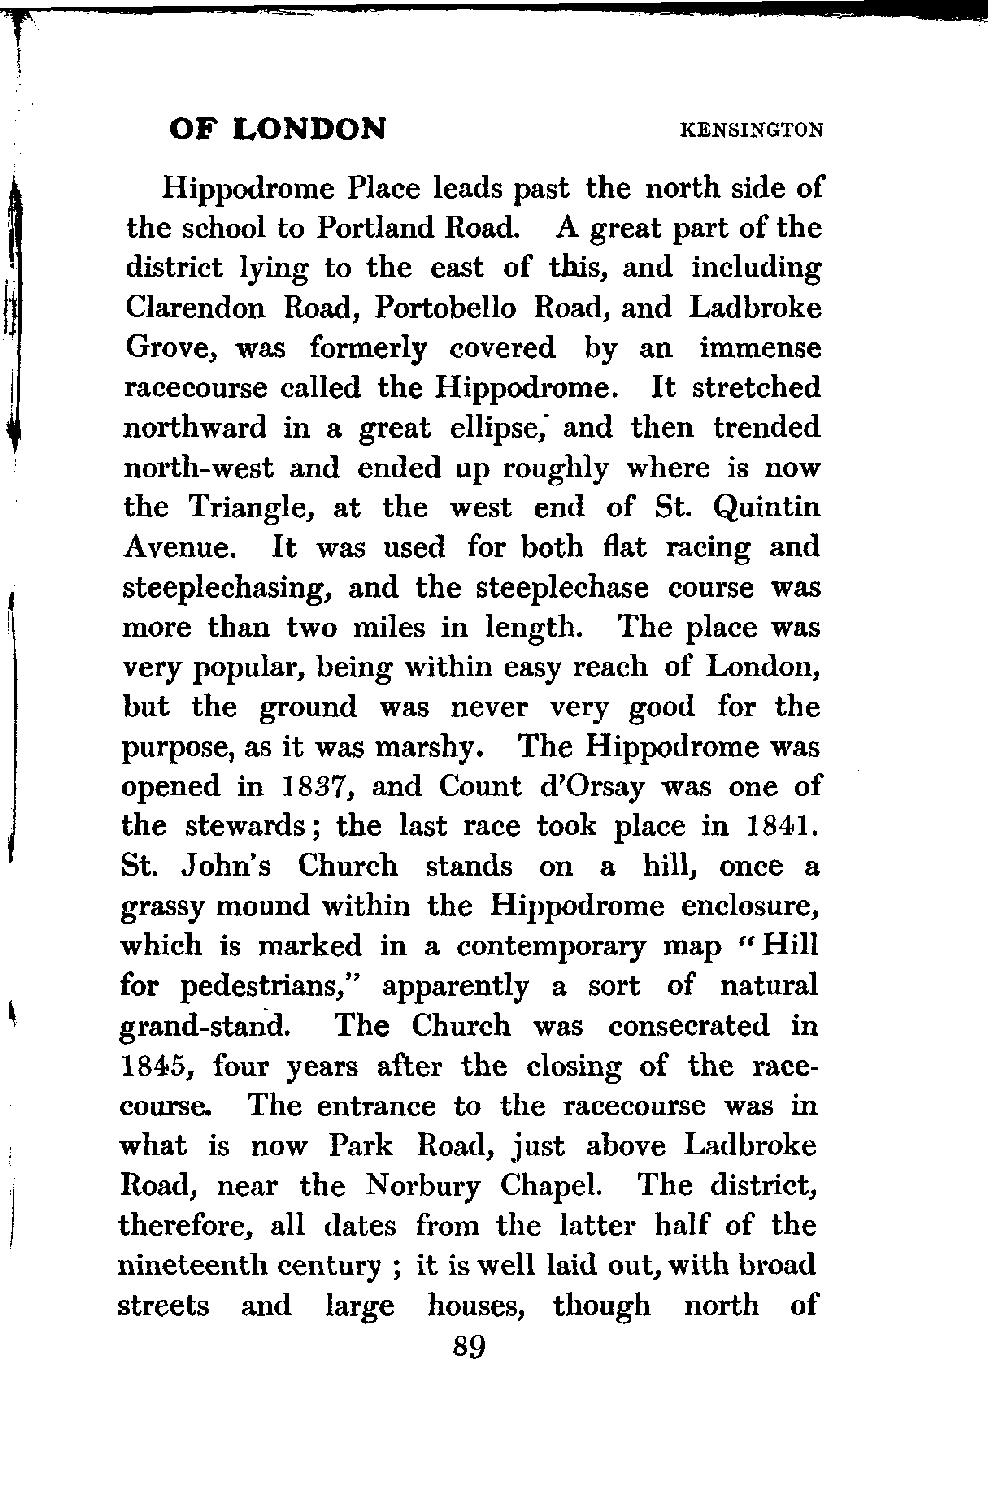 OF LONDON KENSINGTON
Hippodrome Place leads past the north side of
the school to Portland Road. A great part of the
district lying to the east of this, and including
Clarendon Road, Portobello Road, and Ladbroke
Grove, was formerly covered by an immense
racecourse called the Hippodrome. It stretched
northward in a great ellipse, and then trended
north-west and ended up roughly where is now
the Triangle, at the west end of St. Quintin
Avenue. It was used for both flat racing and
steeplechasing, and the steeplechase course was
more than two miles in length. The place was
very popular, being within easy reach of London,
but the ground was never very good for the
purpose, as it was marshy. The Hippodrome was
opened in 1837, and Count d'Orsay was one of
the stewards; the last race took place in 1841.
St. John's Church stands on a hill, once a
grassy mound within the Hippodrome enclosure,
which is marked in a contemporary map "Hill
for pedestrians," apparently a sort of natural
grand-stand. The Church was consecrated in
1845, four years after the closing of the race-
course. The entrance to the racecourse was in
what is now Park Road, just above Ladbroke
Road, near the Norbury Chapel. The district,
therefore, all dates from the latter half of the
nineteenth century ; it is well laid out, with broad
streets and large houses, though north of
89